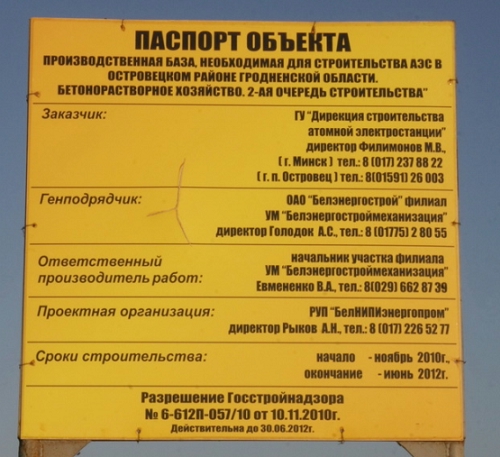 ПАСПОРТ ОБЪЕКТА
ПРОИЗВОДСТВЕННАЯ БАЗА, НЕОБХОДИМАЯ ДЛЯ СТРОИТЕЛЬСТВА АЭС В
ОСТРОВЕЦКОМ РАЙОНЕ ГРОДНЕНСКОЙ ОБЛАСТИ.
БЕТОНОРАСТВОРНОЕ ХОЗЯЙСТВО. 2-АЯ ОЧЕРЕДЬ СТРОИТЕЛЬСТВА"
Заказчик: ГУ "Дирекция строительства
атомной электростанции"
директор Филимонов М.В.,
( г. Минск ) тел.: 8 (017) 237 88 22
( г. п. Островец ) тел.: 8(01591) 26 003
Генподрядчик: ОАО "Белэнергострой" филиал
УМ "Белэнергостроймеханизация"
директор Голодок А.С., тел.: 8 (01775) 2 80 55
Ответственный начальник участка филиала
производитель работ: УМ "Белэнергостроймеханизация"
Евмененко В.А., тел.: 8(029) 662 87 39
Проектная организация: РУП "БелНИПИэнергопром"
директор Рыков А.Н., тел.: 8 (017) 226 52 77
Сроки строительства: начало - ноябрь 2010г.,
окончание - июнь 2012г.
Разрешение Госстройнадзора
№ 6-612П-057/10 от 10.11.2010г.
Действительна до 30.06.2012г.